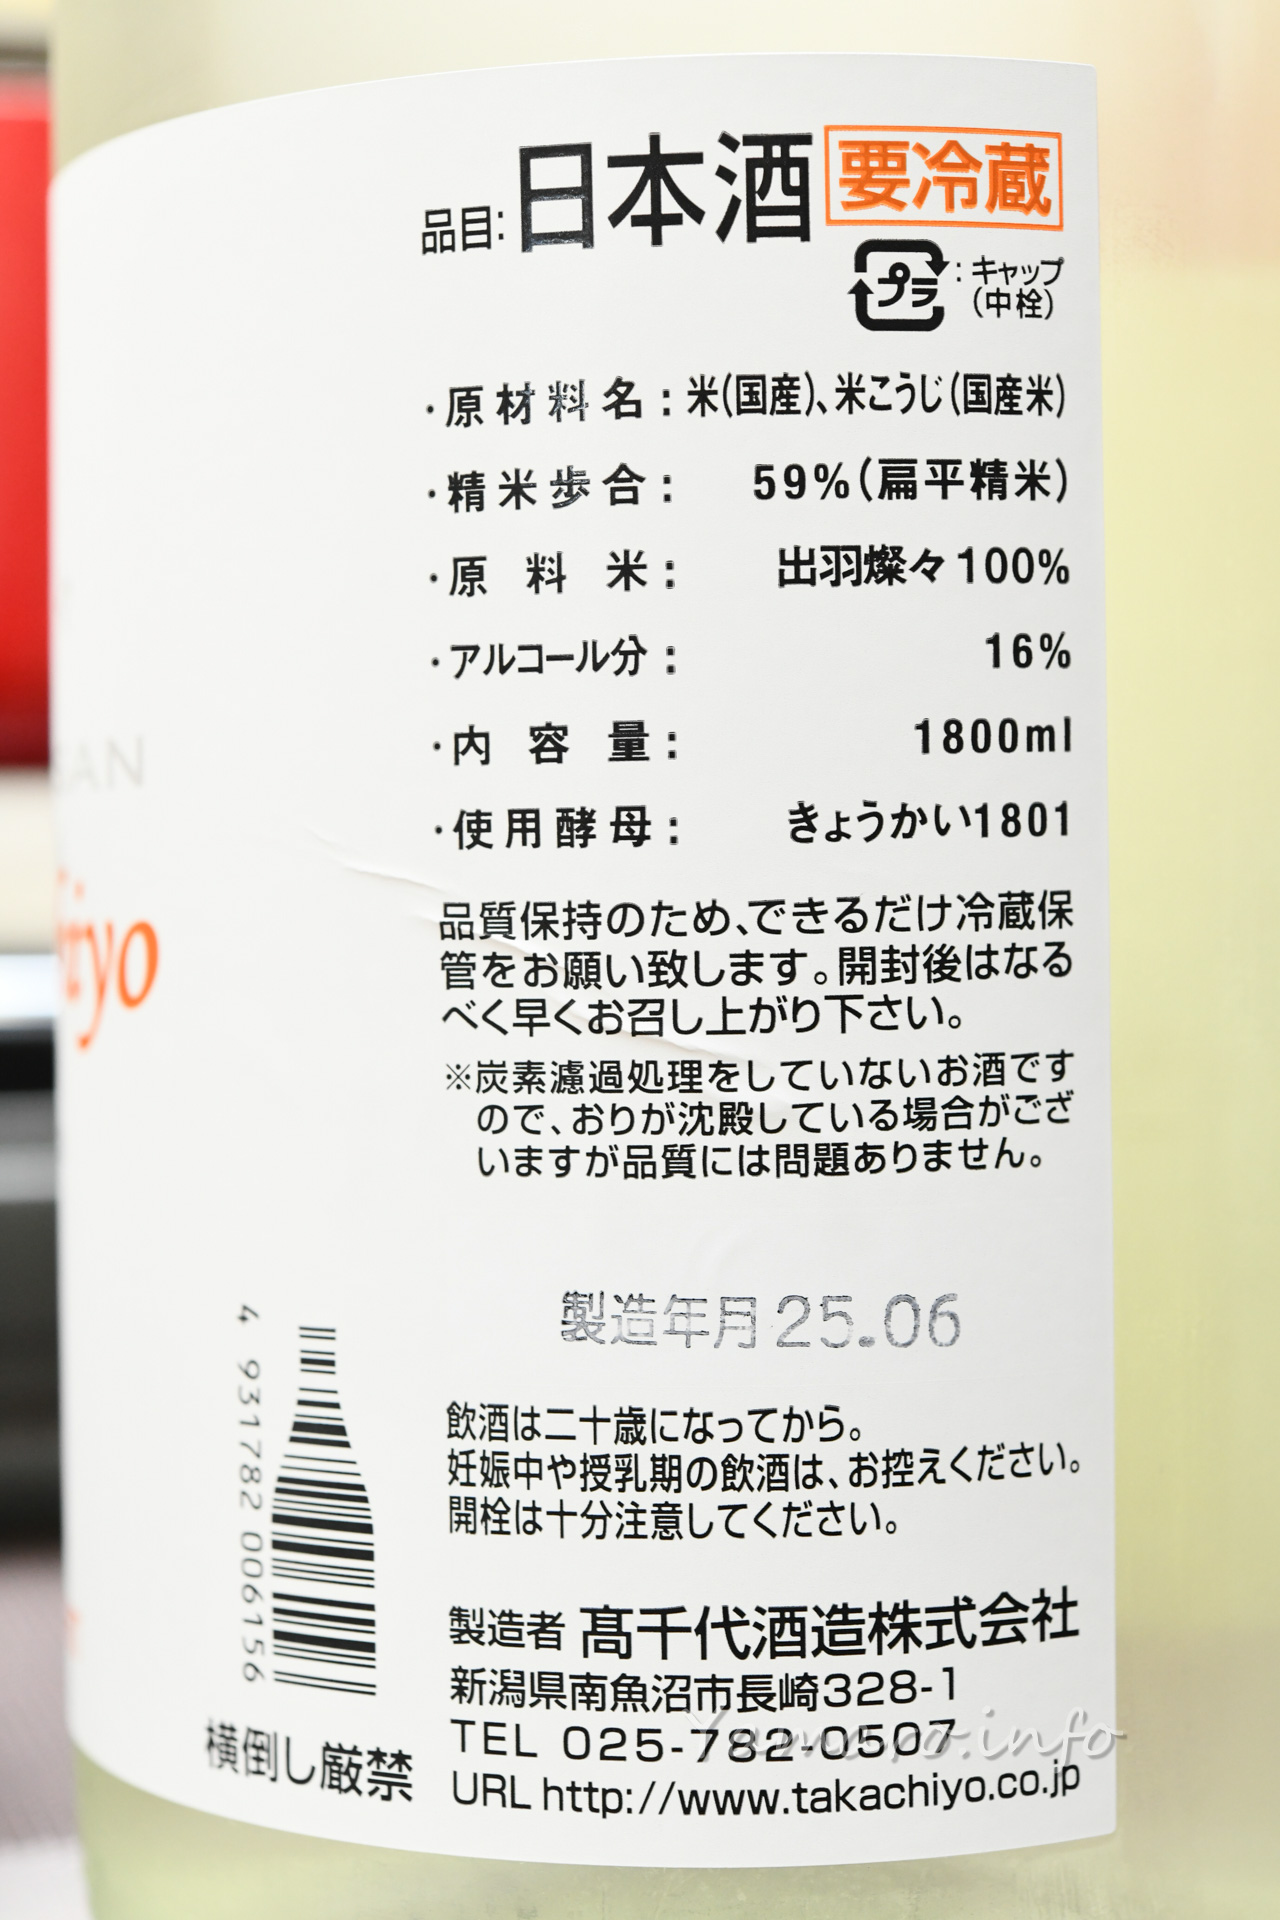 品目:日本酒 要冷蔵
プラ :キャップ
(中栓)
・原材料名:米(国産)、米こうじ(国産米)
・精米歩合: 59%(扁平精米)
・原料米: 出羽燦々100%
・アルコール分: 16%
・内容量: 1800ml
・使用酵母: きょうかい1801
品質保持のため、できるだけ冷蔵保
管をお願い致します。開封後はなる
べく早くお召し上がり下さい。
※炭素濾過処理をしていないお酒です
ので、おりが沈殿している場合がござ
いますが品質には問題ありません。
製造年月25.06
飲酒は二十歳になってから。
妊娠中や授乳期の飲酒は、お控えください。
開栓は十分注意してください。
製造者 髙千代酒造株式会社
新潟県南魚沼市長崎328-1
TEL 025-782-0507
URL http://www.takachiyo.co.jp
4 931782 006156
横倒し厳禁
Yamaro.info